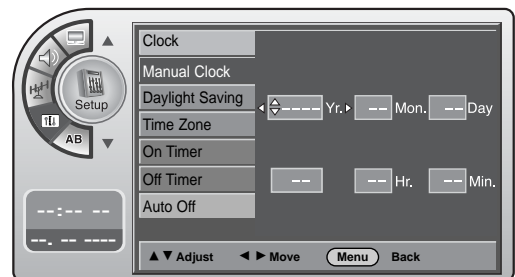 Clock
Manual Clock
Daylight Saving
Time Zone
On Timer
Off Timer
Auto Off
Setup
AB
---- Yr. -- Mon. -- Day
-- -- Hr. -- Min.
--:-- --
--. -- ----
▲▼ Adjust ◄ ► Move Menu Back